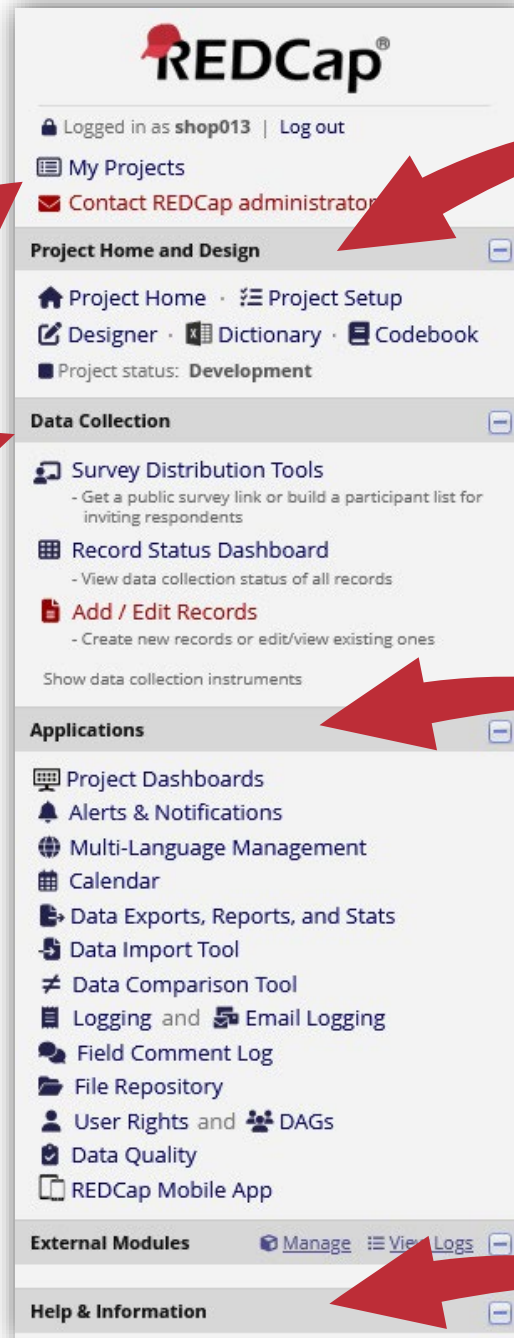 REDCap®
Logged in as shop013 | Log out
My Projects
Contact REDCap administrator
Project Home and Design
Project Home · Project Setup
Designer · Dictionary · Codebook
Project status: Development
Data Collection
Survey Distribution Tools
- Get a public survey link or build a participant list for
inviting respondents
Record Status Dashboard
- View data collection status of all records
Add / Edit Records
- Create new records or edit/view existing ones
Show data collection instruments
Applications
Project Dashboards
Alerts & Notifications
Multi-Language Management
Calendar
Data Exports, Reports, and Stats
Data Import Tool
Data Comparison Tool
Logging and Email Logging
Field Comment Log
File Repository
User Rights and DAGs
Data Quality
REDCap Mobile App
External Modules Manage View Logs
Help & Information